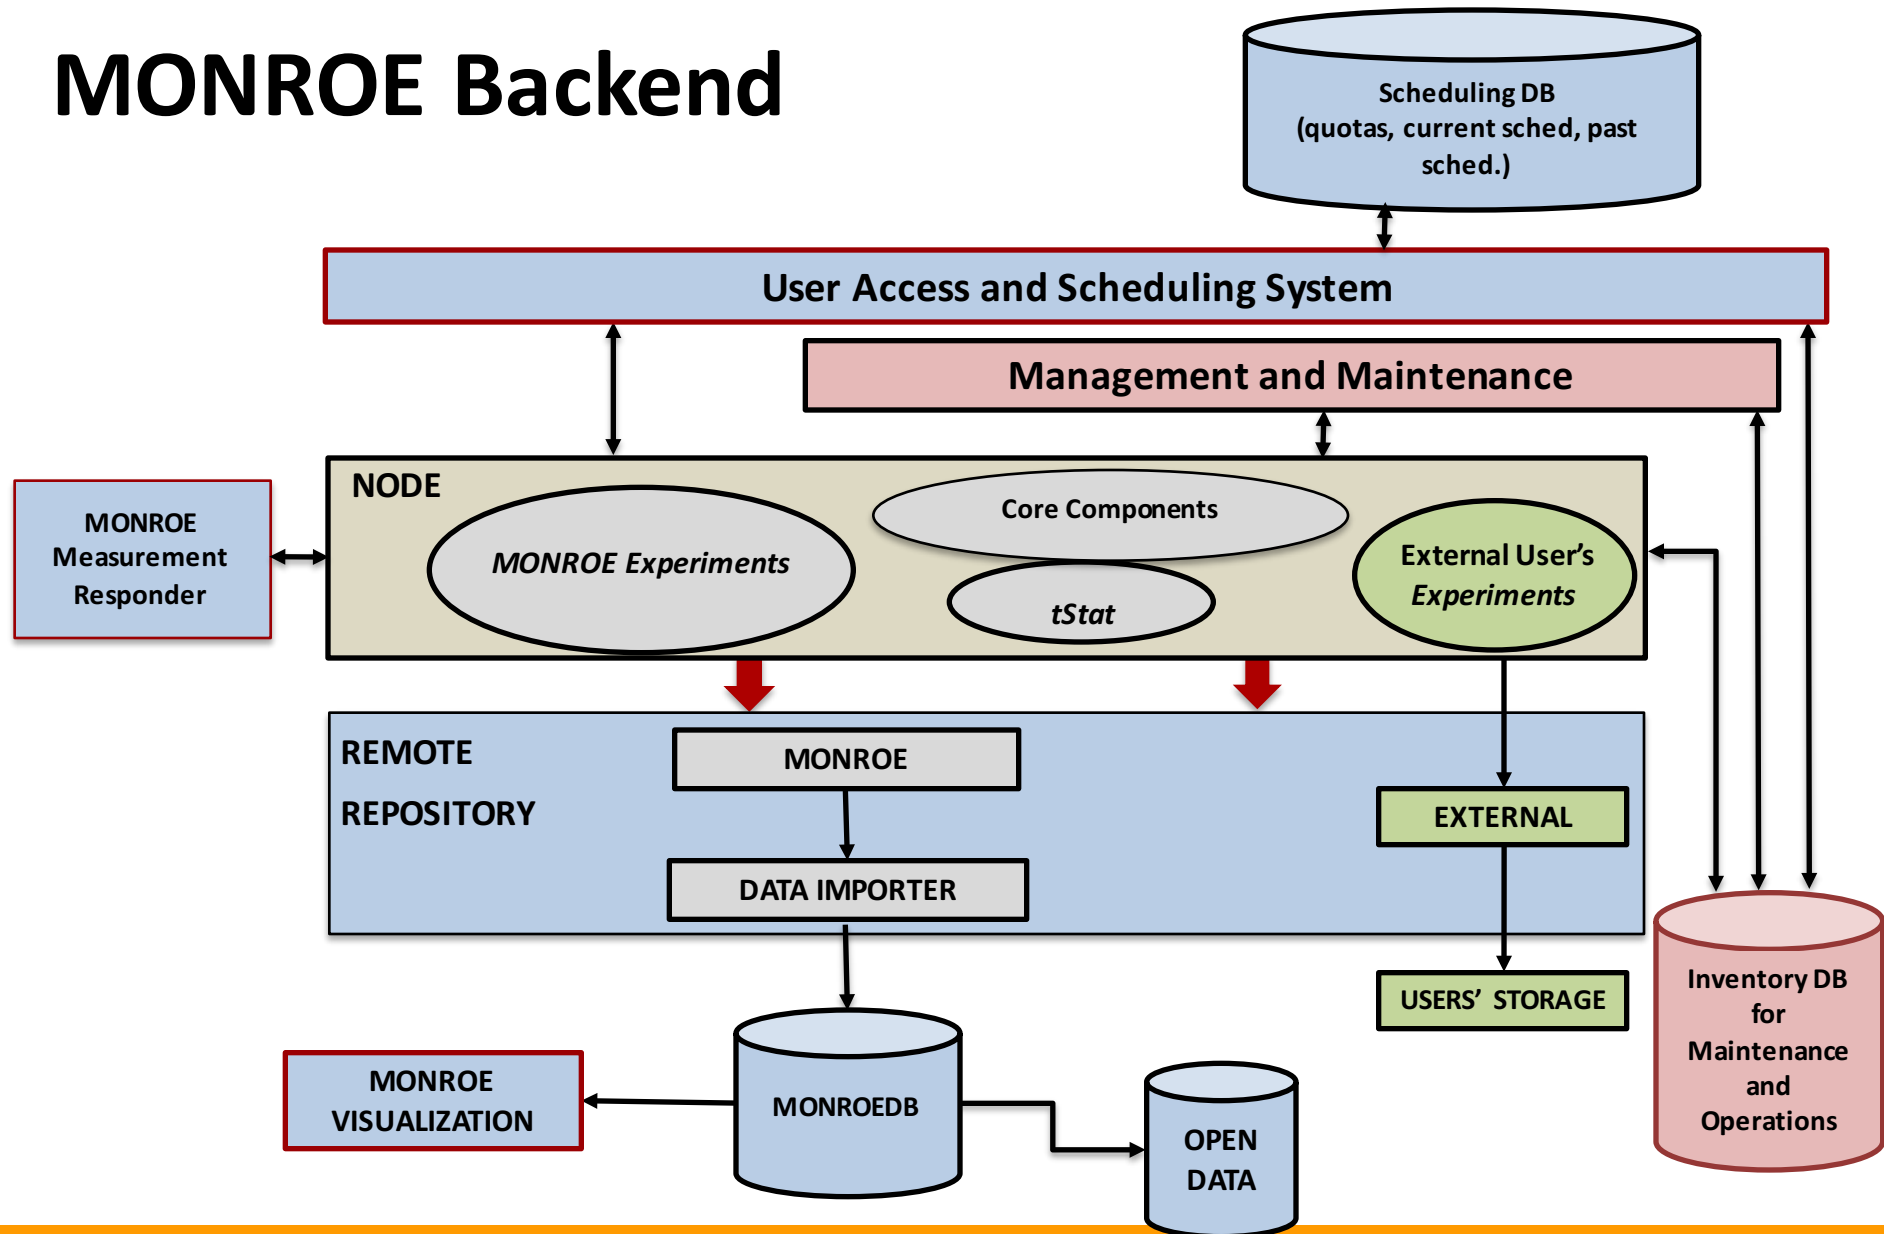 MONROE Backend
Scheduling DB
(quotas, current sched, past
sched.)
User Access and Scheduling System
Management and Maintenance
NODE
MONROE
Measurement
Responder
MONROE Experiments
Core Components
tStat
External User's
Experiments
REMOTE
REPOSITORY
MONROE
DATA IMPORTER
EXTERNAL
USERS’ STORAGE
Inventory DB
for
Maintenance
and
Operations
MONROE
VISUALIZATION
MONROEDB
OPEN
DATA